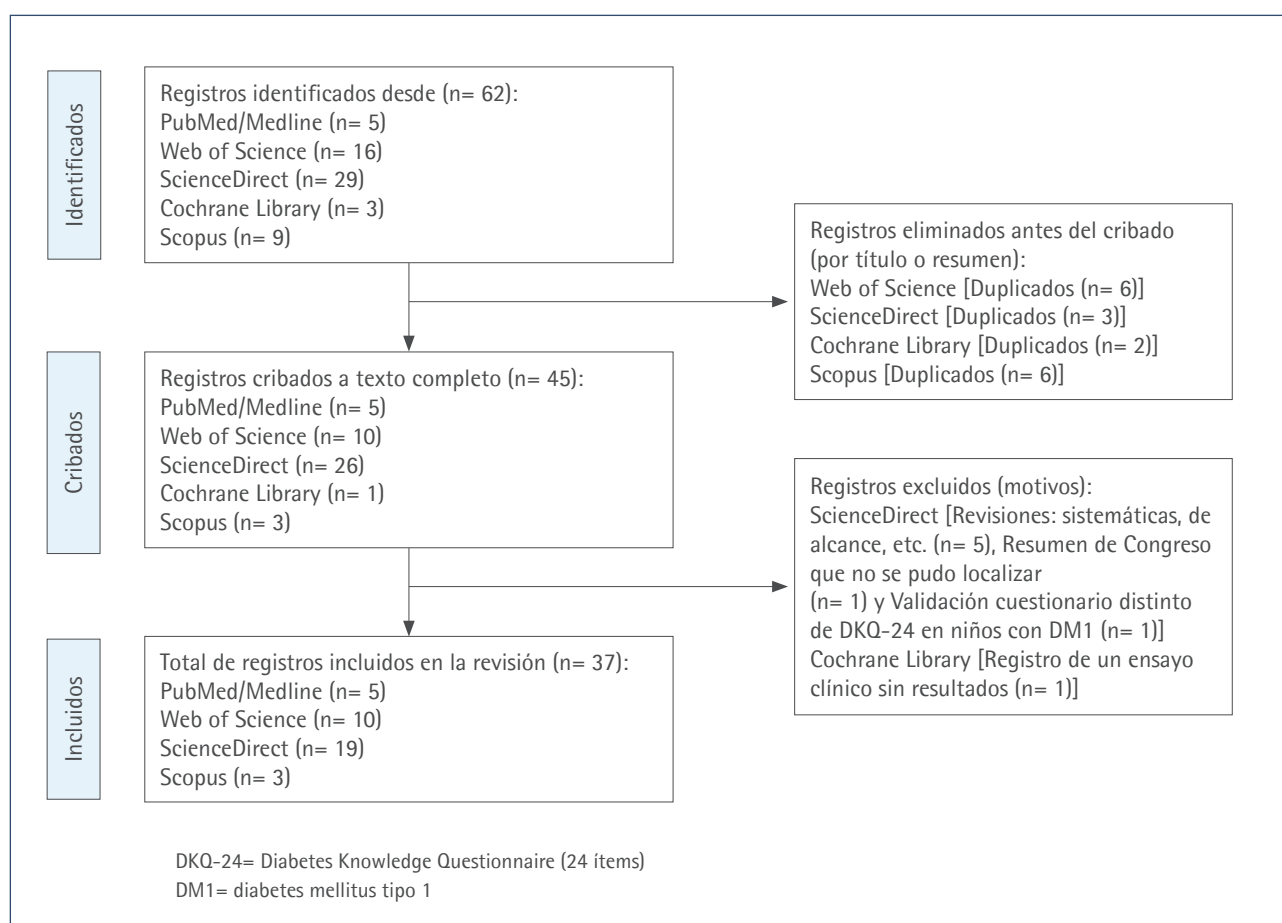 Identificados
Registros identificados desde (n= 62):
PubMed/Medline (n= 5)
Web of Science (n= 16)
ScienceDirect (n= 29)
Cochrane Library (n= 3)
Scopus (n= 9)
Registros eliminados antes del cribado
(por título o resumen):
Web of Science [Duplicados (n= 6)]
ScienceDirect [Duplicados (n= 3)]
Cochrane Library [Duplicados (n= 2)]
Scopus [Duplicados (n= 6)]
Cribados
Registros cribados a texto completo (n= 45):
PubMed/Medline (n= 5)
Web of Science (n= 10)
ScienceDirect (n= 26)
Cochrane Library (n= 1)
Scopus (n= 3)
Registros excluidos (motivos):
ScienceDirect [Revisiones: sistemáticas, de
alcance, etc. (n= 5), Resumen de Congreso
que no se pudo localizar
(n= 1) y Validación cuestionario distinto
de DKQ-24 en niños con DM1 (n= 1)]
Cochrane Library [Registro de un ensayo
clínico sin resultados (n= 1)]
Incluidos
Total de registros incluidos en la revisión (n= 37):
PubMed/Medline (n= 5)
Web of Science (n= 10)
ScienceDirect (n= 19)
Scopus (n= 3)
DKQ-24= Diabetes Knowledge Questionnaire (24 ítems)
DM1= diabetes mellitus tipo 1